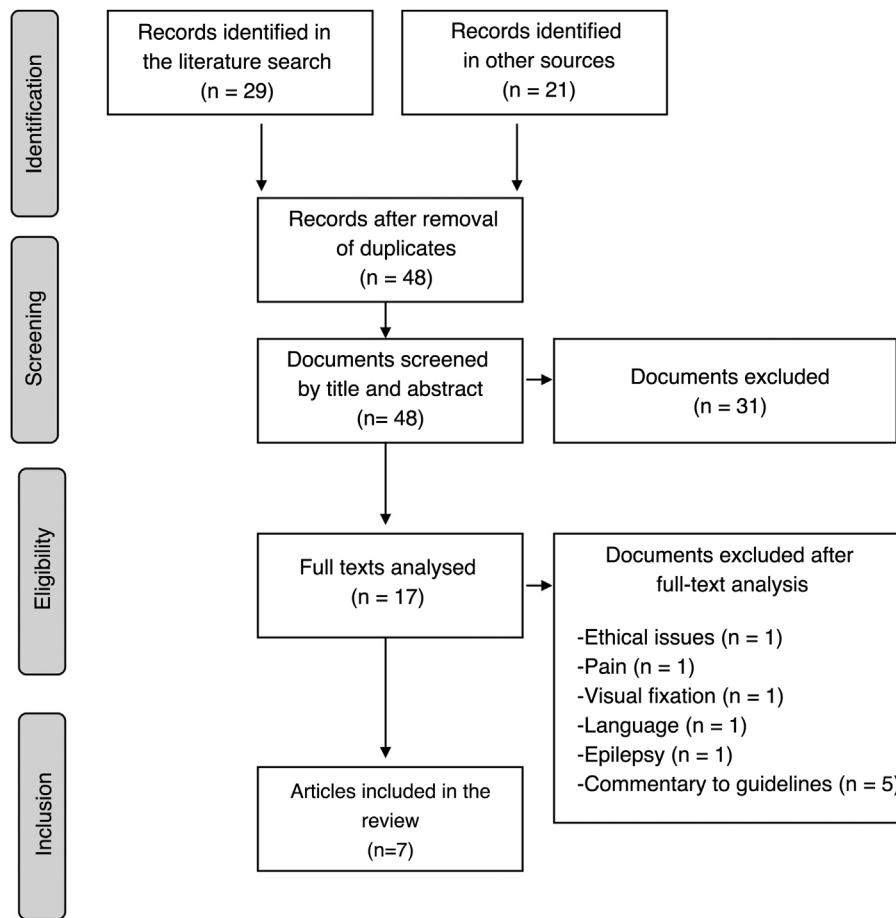 Identification
Records identified in
the literature search
(n = 29)
Records identified
in other sources
(n = 21)
Records after removal
of duplicates
(n = 48)
Screening
Documents screened
by title and abstract
(n= 48)
Documents excluded
(n = 31)
Eligibility
Full texts analysed
(n = 17)
Documents excluded after
full-text analysis
-Ethical issues (n = 1)
-Pain (n = 1)
-Visual fixation (n = 1)
-Language (n = 1)
-Epilepsy (n = 1)
-Commentary to guidelines (n = 5)
Inclusion
Articles included in the
review
(n=7)